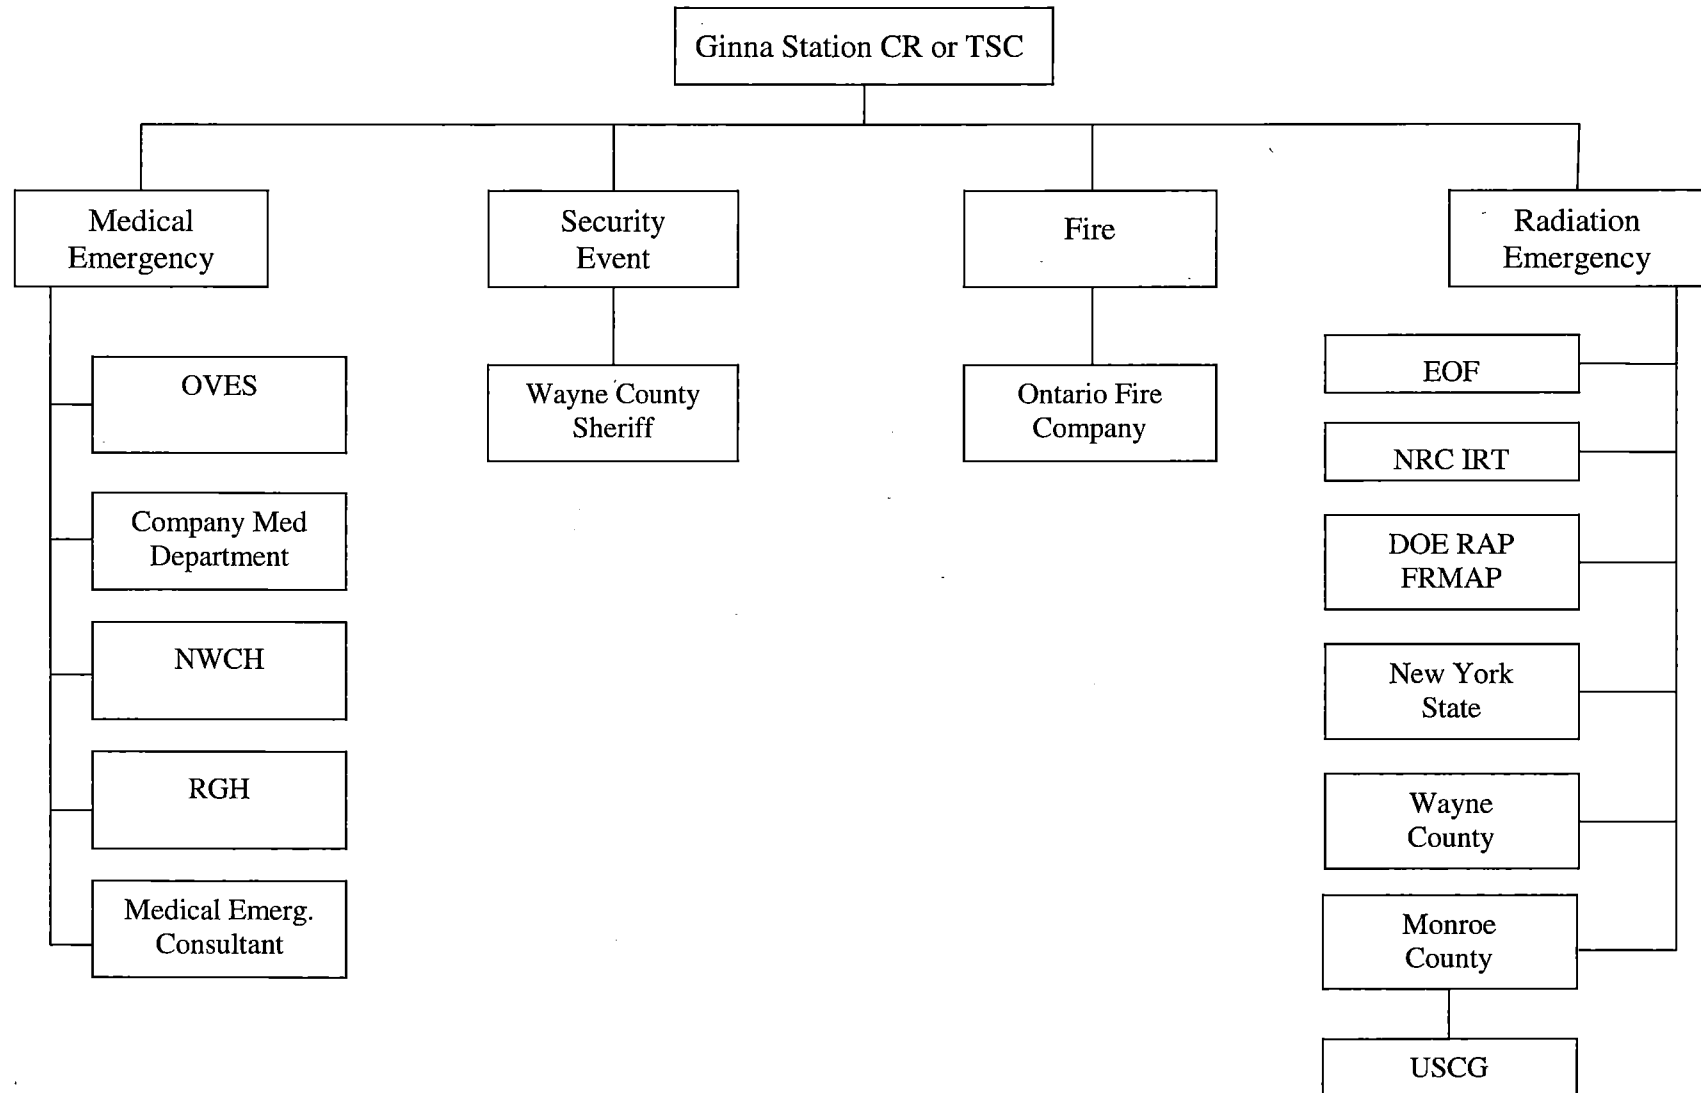 Ginna Station CR or TSC
Medical
Emergency
Security
Event
Fire
Radiation
Emergency
OVES
Company Med
Department
NWCH
RGH
Medical Emerg.
Consultant
Wayne County
Sheriff
Ontario Fire
Company
EOF
NRC IRT
DOE RAP
FRMAP
New York
State
Wayne
County
Monroe
County
USCG